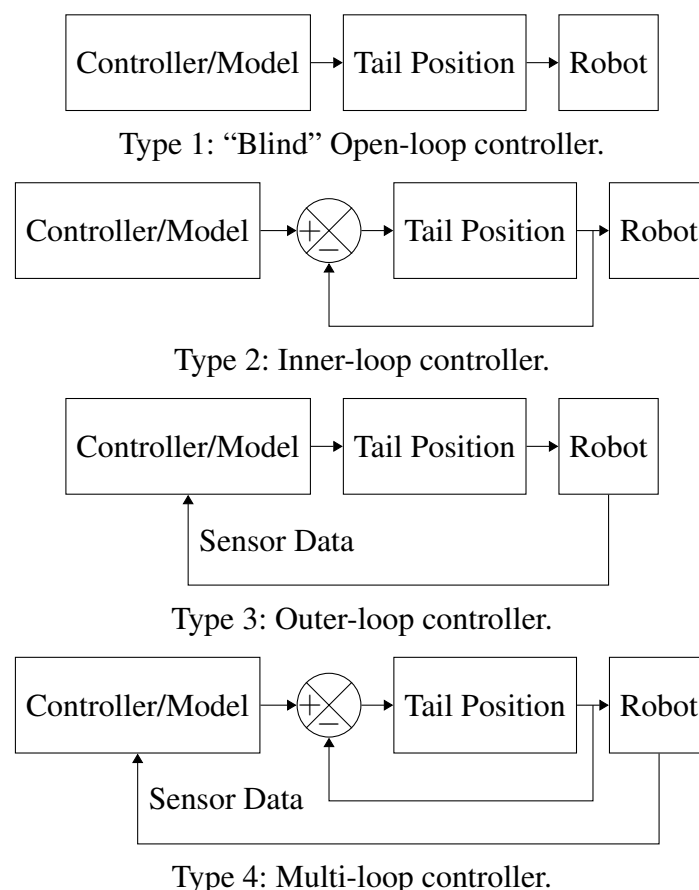 Controller/Model Tail Position Robot
Type 1: “Blind” Open-loop controller.
Controller/Model + − Tail Position Robot
Type 2: Inner-loop controller.
Controller/Model Tail Position Robot
Sensor Data
Type 3: Outer-loop controller.
Controller/Model + − Tail Position Robot
Sensor Data
Type 4: Multi-loop controller.